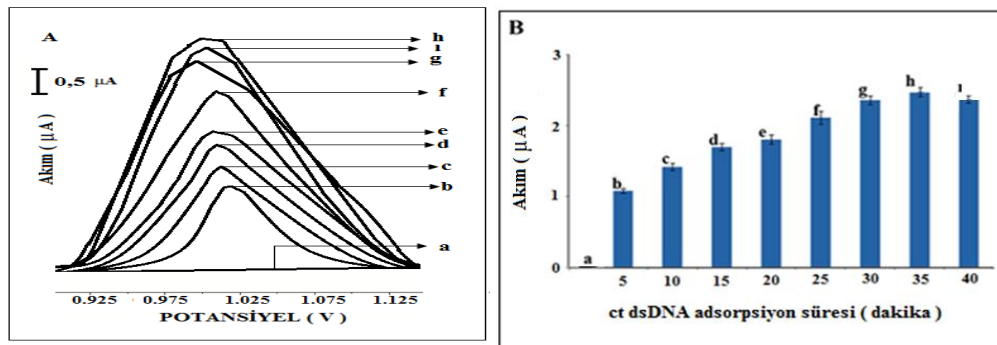 A
h
ı
g
0,5 μA
f
e
d
c
b
a
Akım ( μA )
0.925 0.975 1.025 1.075 1.125
POTANSİYEL ( V )
B
3
2
1
0
Akım ( μ A )
a
b
c
d
e
f
g
h
ı
5 10 15 20 25 30 35 40
ct dsDNA adsorpsiyon süresi ( dakika )